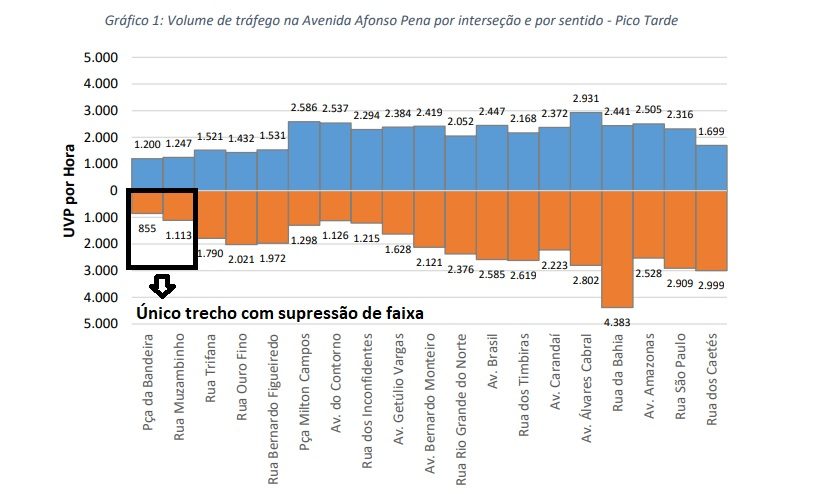 Gráfico 1: Volume de tráfego na Avenida Afonso Pena por interseção e por sentido - Pico Tarde
5.000
4.000
3.000
2.000
1.000
0
1.000
2.000
3.000
4.000
5.000
UVP por Hora
1.200 1.247 1.521 1.432 1.531 2.586 2.537 2.294 2.384 2.419 2.052 2.447 2.168 2.372 2.931 2.441 2.505 2.316 1.699
855 1.113 1.790 2.021 1.972 1.298 1.126 1.215 1.628 2.121 2.376 2.585 2.619 2.223 2.802 4.383 2.528 2.909 2.999
Único trecho com supressão de faixa
Pça da Bandeira
Rua Muzambinho
Rua Trifana
Rua Ouro Fino
Rua Bernardo Figueiredo
Pça Milton Campos
Av. do Contorno
Rua dos Inconfidentes
Av. Getúlio Vargas
Av. Bernardo Monteiro
Rua Rio Grande do Norte
Av. Brasil
Rua dos Timbiras
Av. Carandaí
Av. Álvares Cabral
Rua da Bahia
Av. Amazonas
Rua São Paulo
Rua dos Caetés